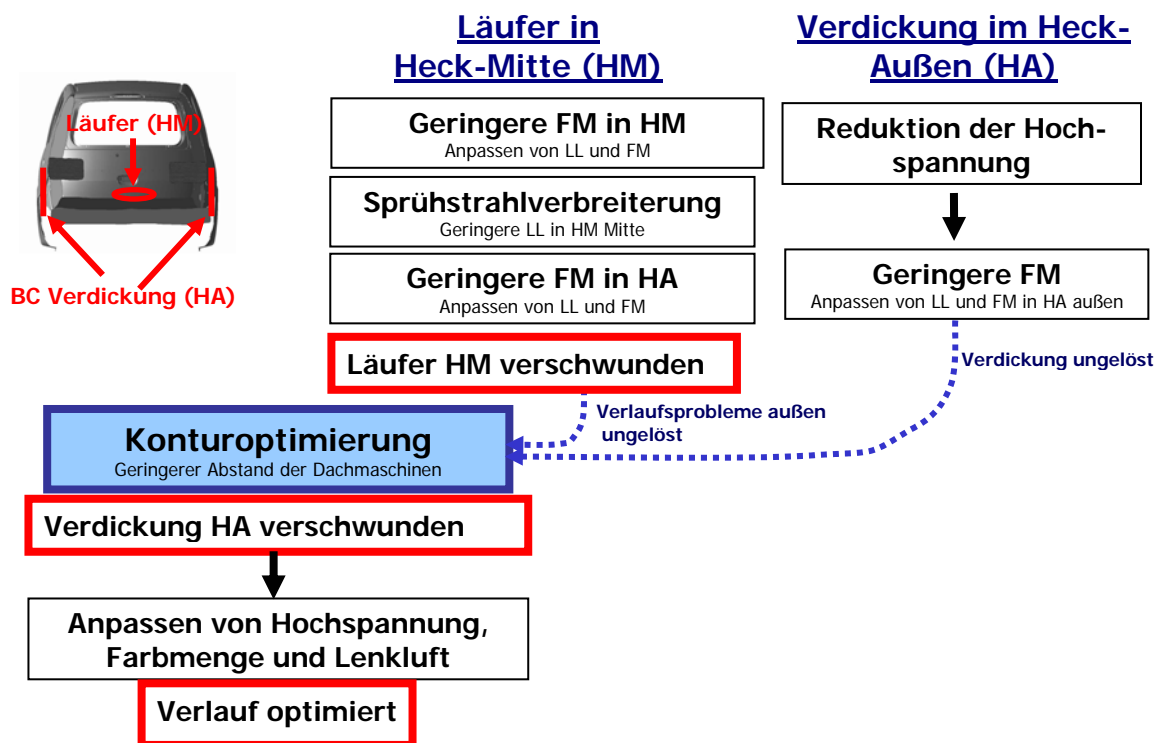 Läufer in
Heck-Mitte (HM)
Verdickung im Heck-
Außen (HA)
Läufer (HM)
BC Verdickung (HA)
Geringere FM in HM
Anpassen von LL und FM
Sprühstrahlverbreiterung
Geringere LL in HM Mitte
Geringere FM in HA
Anpassen von LL und FM
Läufer HM verschwunden
Reduktion der Hoch-
spannung
Geringere FM
Anpassen von LL und FM in HA außen
Verdickung ungelöst
Verlaufsprobleme außen
ungelöst
Konturoptimierung
Geringerer Abstand der Dachmaschinen
Verdickung HA verschwunden
Anpassen von Hochspannung,
Farbmenge und Lenkluft
Verlauf optimiert